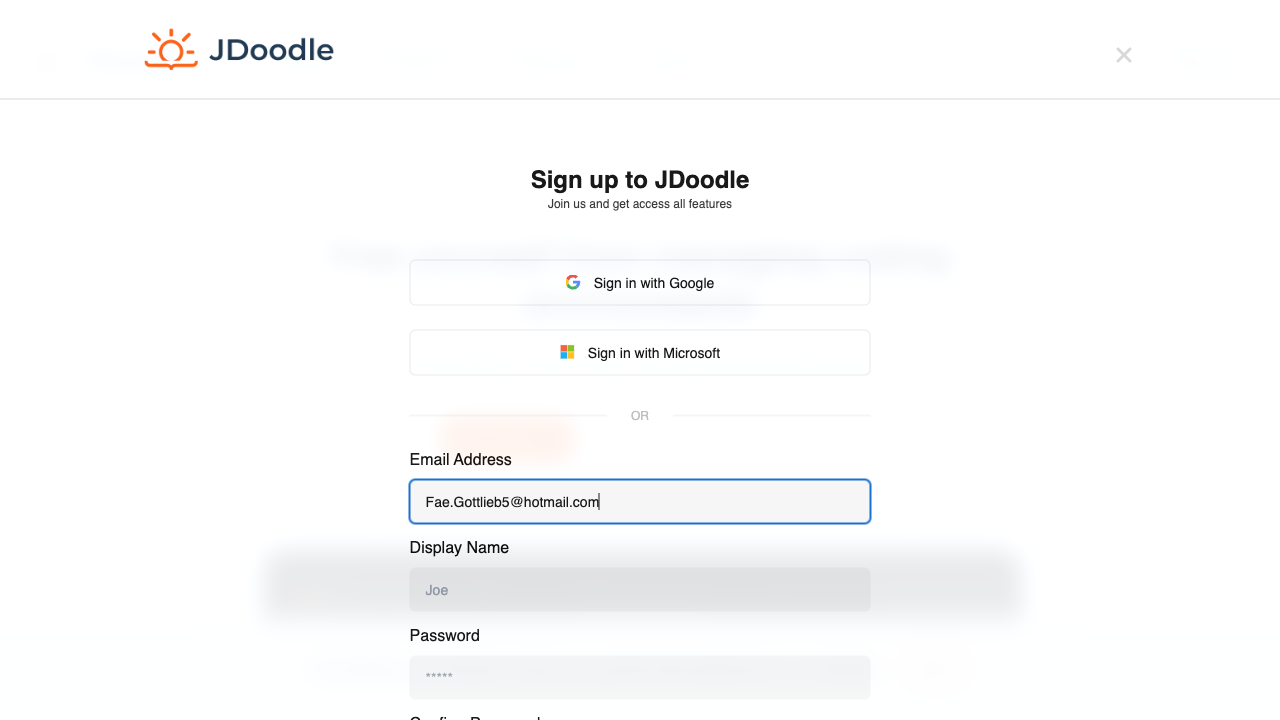 JDoodle
Sign up to JDoodle
Join us and get access all features
Sign in with Google
Sign in with Microsoft
OR
Email Address
Fae.Gottlieb5@hotmail.com
Display Name
Joe
Password
*****